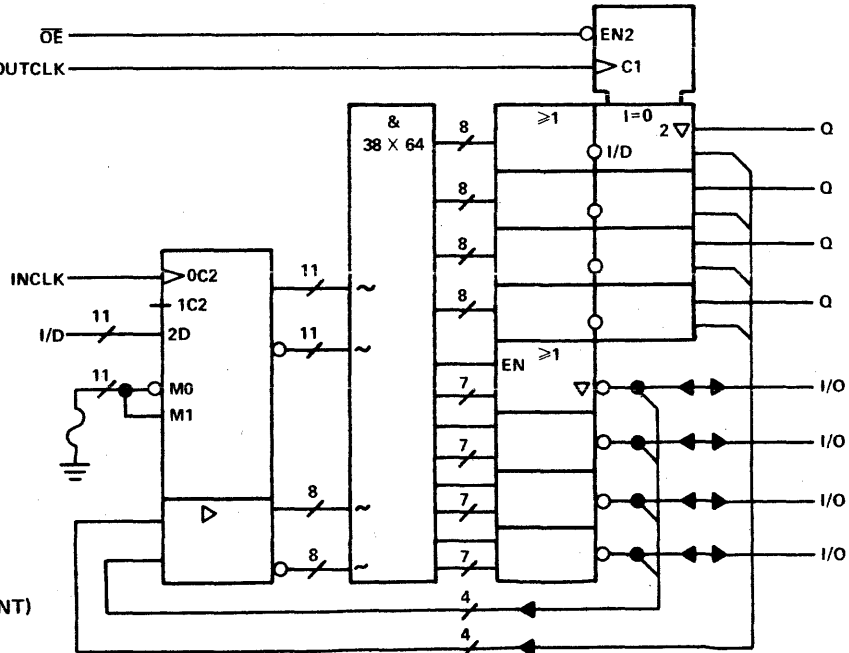 OE
EN2
OUTCLK
C1
&
38 X 64
8
≥1
I=0
2 ▽
Q
I/D
8
Q
8
Q
INCLK
0C2
11
~
1C2
8
Q
I/D
11
2D
11
~
EN
≥1
11
M0
7
▽
I/O
M1
7
I/O
▷
8
~
7
I/O
8
~
7
I/O
NT)
4
4